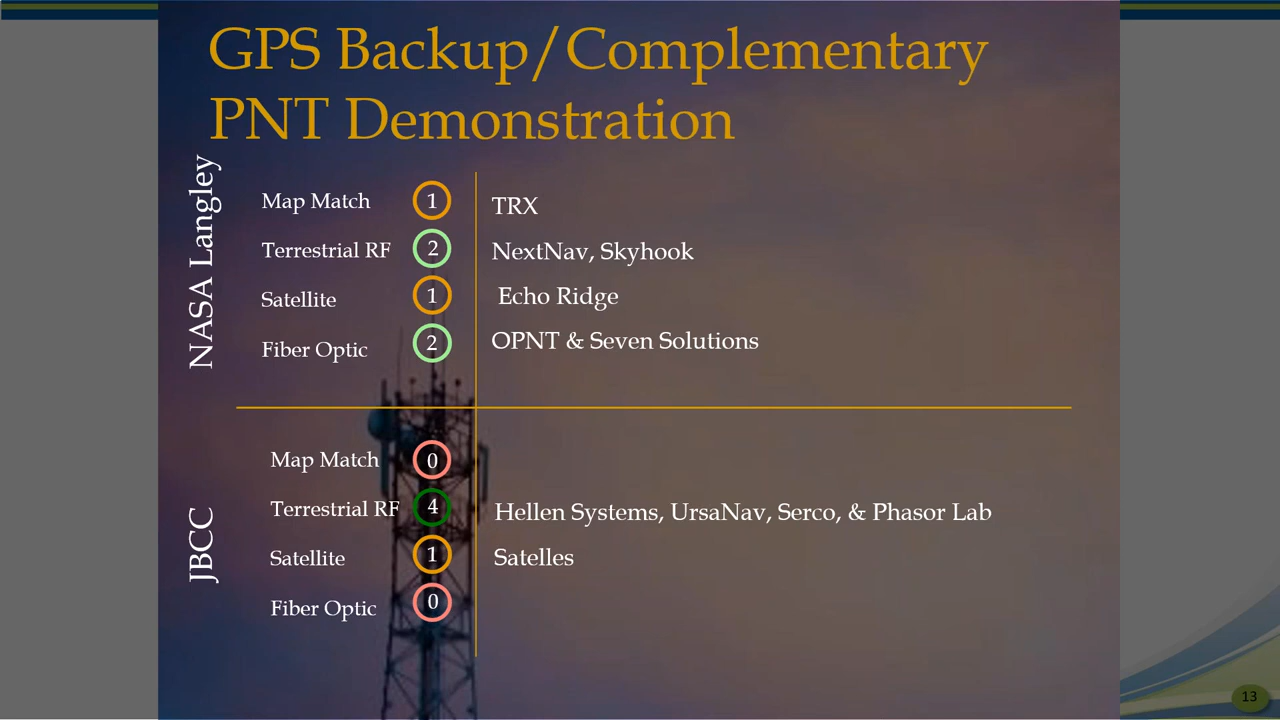 GPS Backup/Complementary
PNT Demonstration
NASA Langley
Map Match 1 TRX
Terrestrial RF 2 NextNav, Skyhook
Satellite 1 Echo Ridge
Fiber Optic 2 OPNT & Seven Solutions
JBCC
Map Match 0
Terrestrial RF 4 Hellen Systems, UrsaNav, Serco, & Phasor Lab
Satellite 1 Satelles
Fiber Optic 0
13